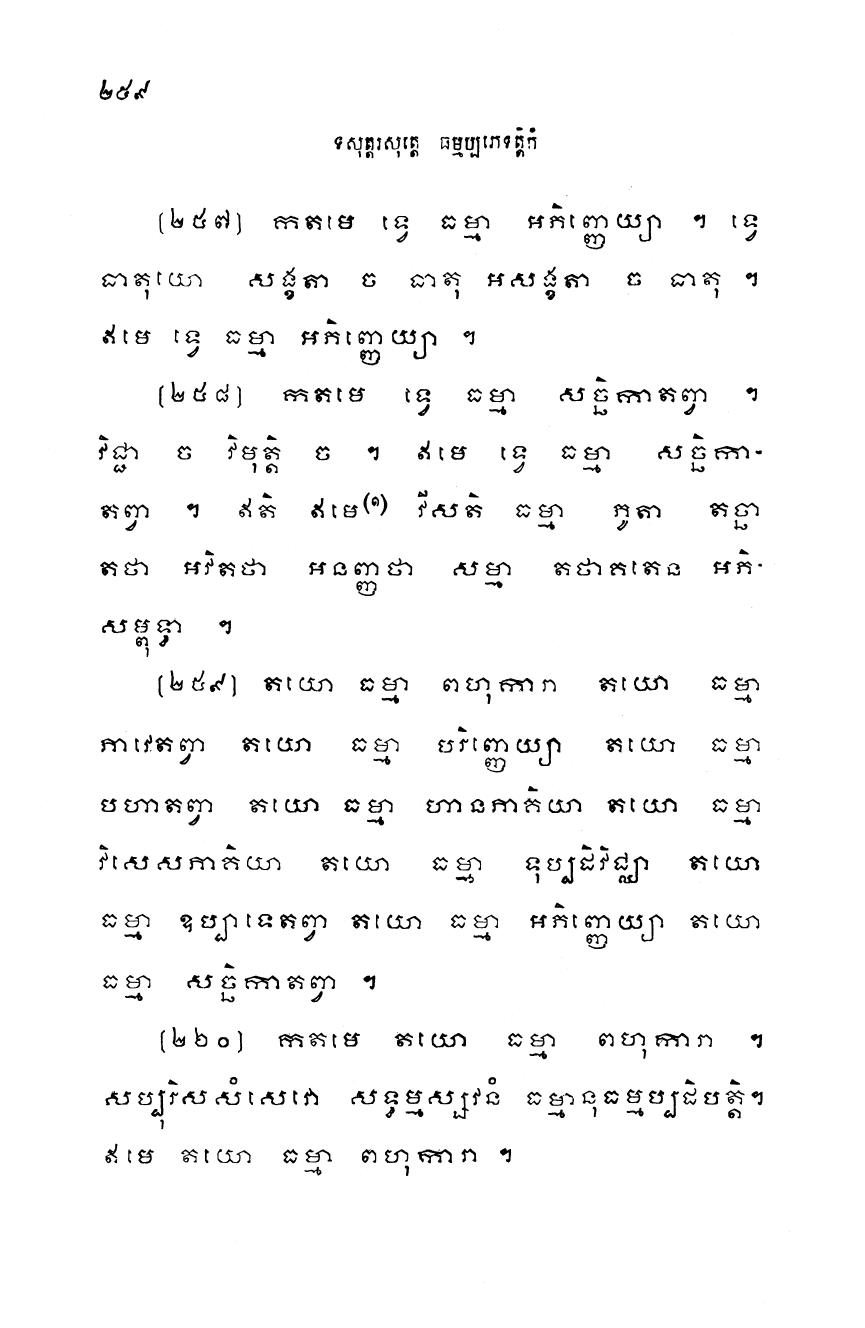 ២៥៩
ទសុត្តរសុត្តេ ធម្មប្បភេទត្តិកំ
(២៥៧) កតមេ ទ្វេ ធម្មា អភិញ្ញេយ្យា ។ ទ្វេ
ធាតុយោ សង្ខតា ច ធាតុ អសង្ខតា ច ធាតុ ។
ឥមេ ទ្វេ ធម្មា អភិញ្ញេយ្យា ។
(២៥៨) កតមេ ទ្វេ ធម្មា សច្ឆិកាតព្វា ។
វិជ្ជា ច វិមុត្តិ ច ។ ឥមេ ទ្វេ ធម្មា សច្ឆិកា-
តព្វា ។ ឥតិ ឥមេ(១) វីសតិ ធម្មា ភូតា តច្ឆា
តថា អវិតថា អនញ្ញថា សម្មា តថាគតេន អភិ-
សម្ពុទ្ធា ។
(២៥៩) តយោ ធម្មា ពហុការា តយោ ធម្មា
ភាវេតព្វា តយោ ធម្មា បរិញ្ញេយ្យា តយោ ធម្មា
បហាតព្វា តយោ ធម្មា ហានភាគិយា តយោ ធម្មា
វិសេសភាគិយា តយោ ធម្មា ទុប្បដិវិជ្ឈា តយោ
ធម្មា ឧប្បាទេតព្វា តយោ ធម្មា អភិញ្ញេយ្យា តយោ
ធម្មា សច្ឆិកាតព្វា ។
(២២០) កតមេ តយោ ធម្មា ពហុការា ។
សប្បុរិសសំសេវោ សទ្ធម្មស្សវនំ ធម្មានុធម្មប្បដិបត្តិ។
ឥមេ តយោ ធម្មា ពហុការា ។